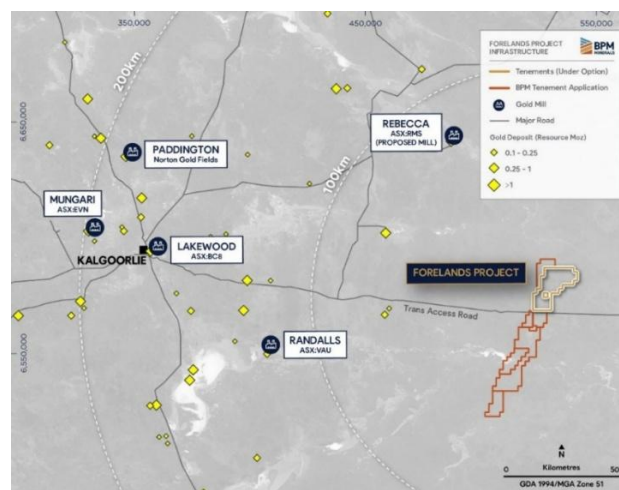 350,000
450,000
550,000
6,650,000
6,550,000
200km
100km
FORELANDS PROJECT
INFRASTRUCTURE
BPM
MINERALS
Tenements (Under Option)
BPM Tenement Application
Gold Mill
Major Road
Gold Deposit (Resource Moz)
0.1 - 0.25
0.25 - 1
>1
PADDINGTON
Norton Gold Fields
REBECCA
ASX:RMS
(PROPOSED MILL)
MUNGARI
ASX:EVN
LAKEWOOD
ASX:BC8
KALGOORLIE
FORELANDS PROJECT
Trans Access Road
RANDALLS
ASX:VAU
N
0
Kilometres
50
GDA 1994/MGA Zone 51